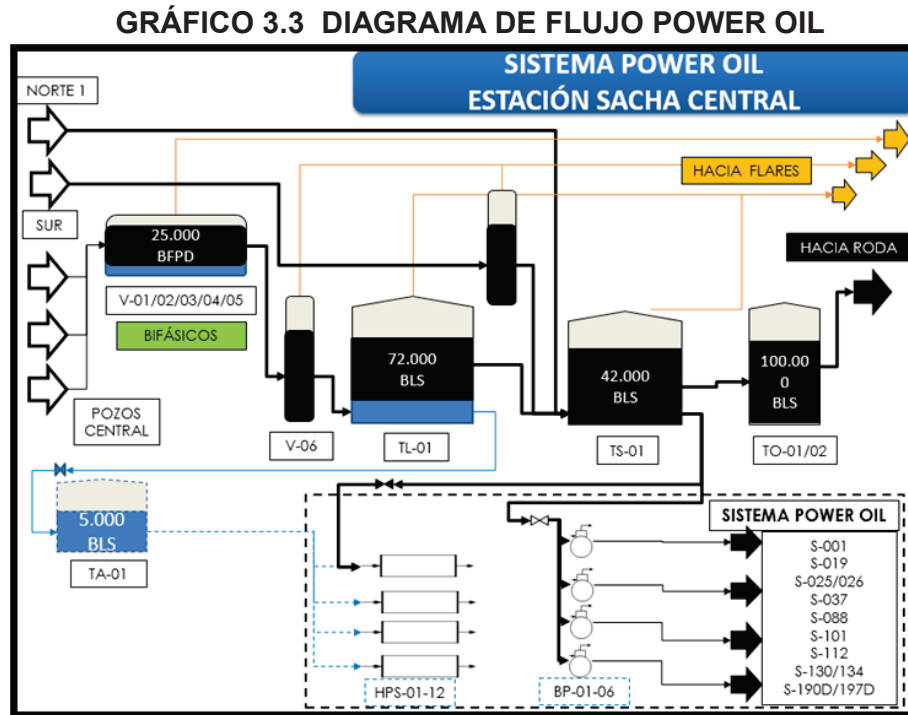 GRÁFICO 3.3 DIAGRAMA DE FLUJO POWER OIL
SISTEMA POWER OIL
ESTACIÓN SACHA CENTRAL
NORTE 1
HACIA FLARES
SUR
25.000
BFPD
HACIA RODA
V-01/02/03/04/05
BIFÁSICOS
72.000
BLS
42.000
BLS
100.00
0
BLS
POZOS
CENTRAL
V-06
TL-01
TS-01
TO-01/02
5.000
BLS
TA-01
SISTEMA POWER OIL
S-001
S-019
S-025/026
S-037
S-088
S-101
S-112
S-130/134
S-190D/197D
HPS-01-12
BP-01-06